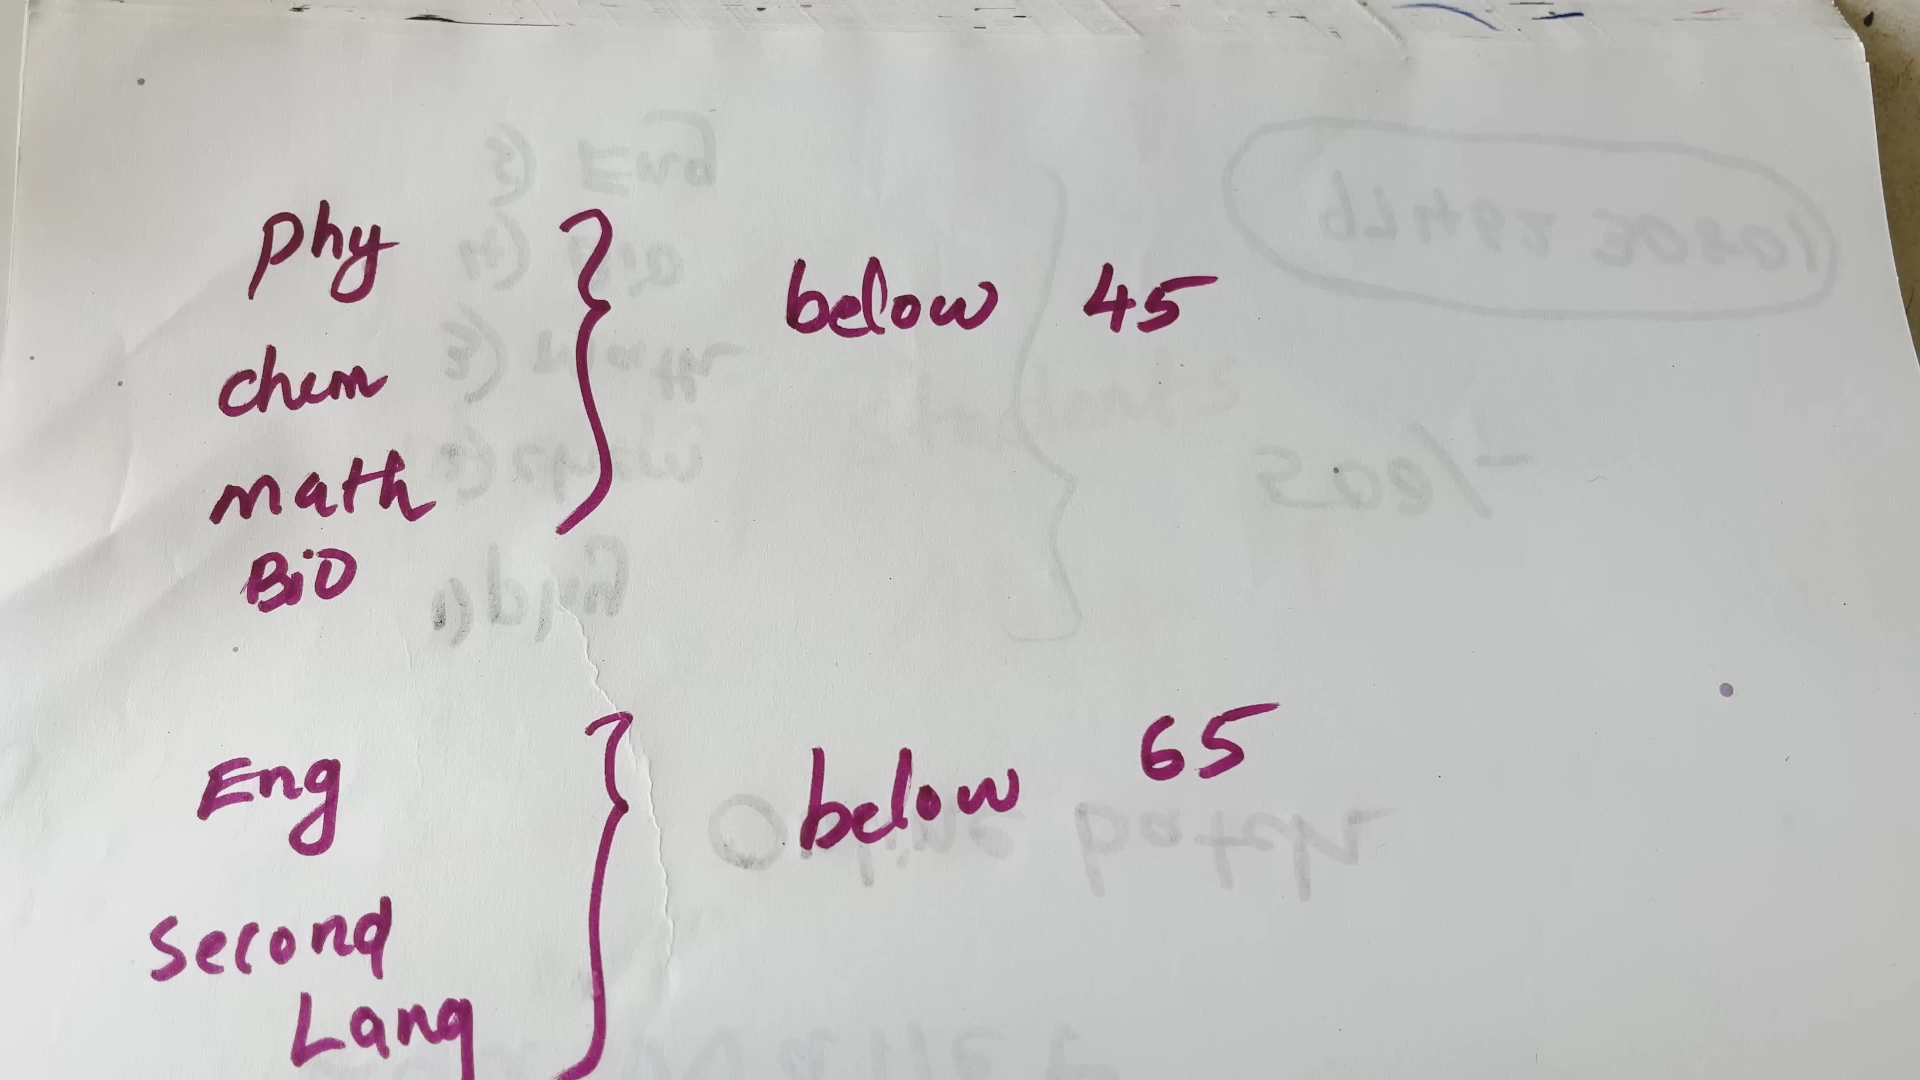 phy
chem
math
BiO
below 45
Eng
Second
Lang
below 65